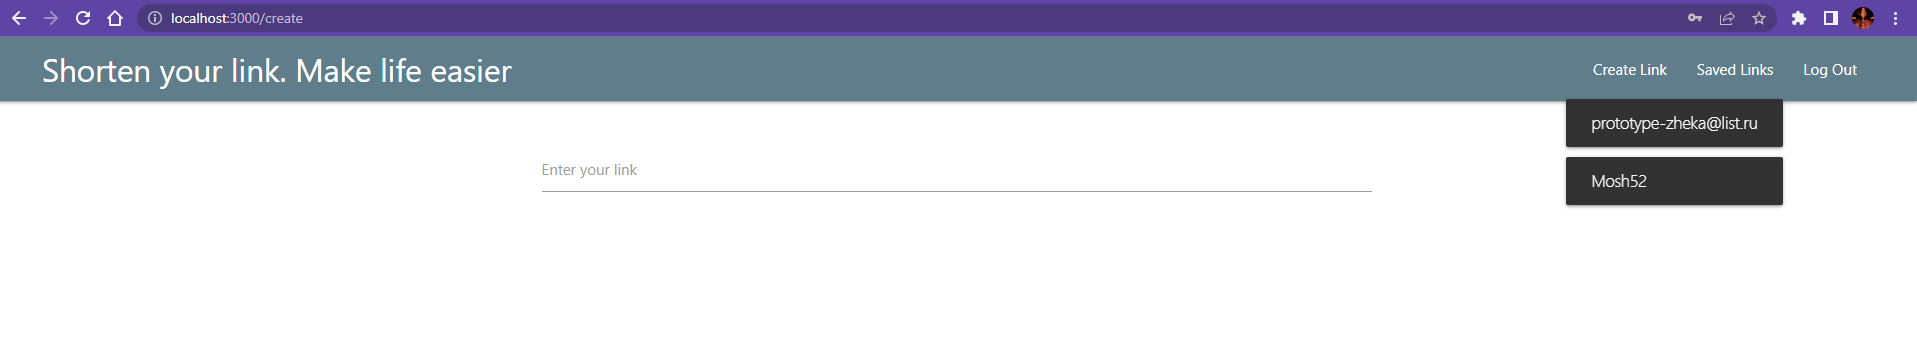 localhost:3000/create
Shorten your link. Make life easier
Create Link
Saved Links
Log Out
prototype-zheka@list.ru
Enter your link
Mosh52